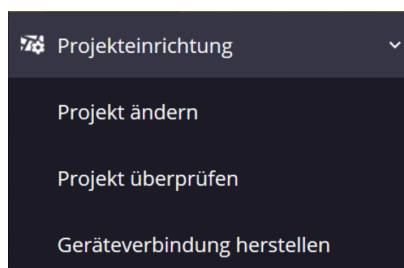 Projekteinrichtung
Projekt ändern
Projekt überprüfen
Geräteverbindung herstellen